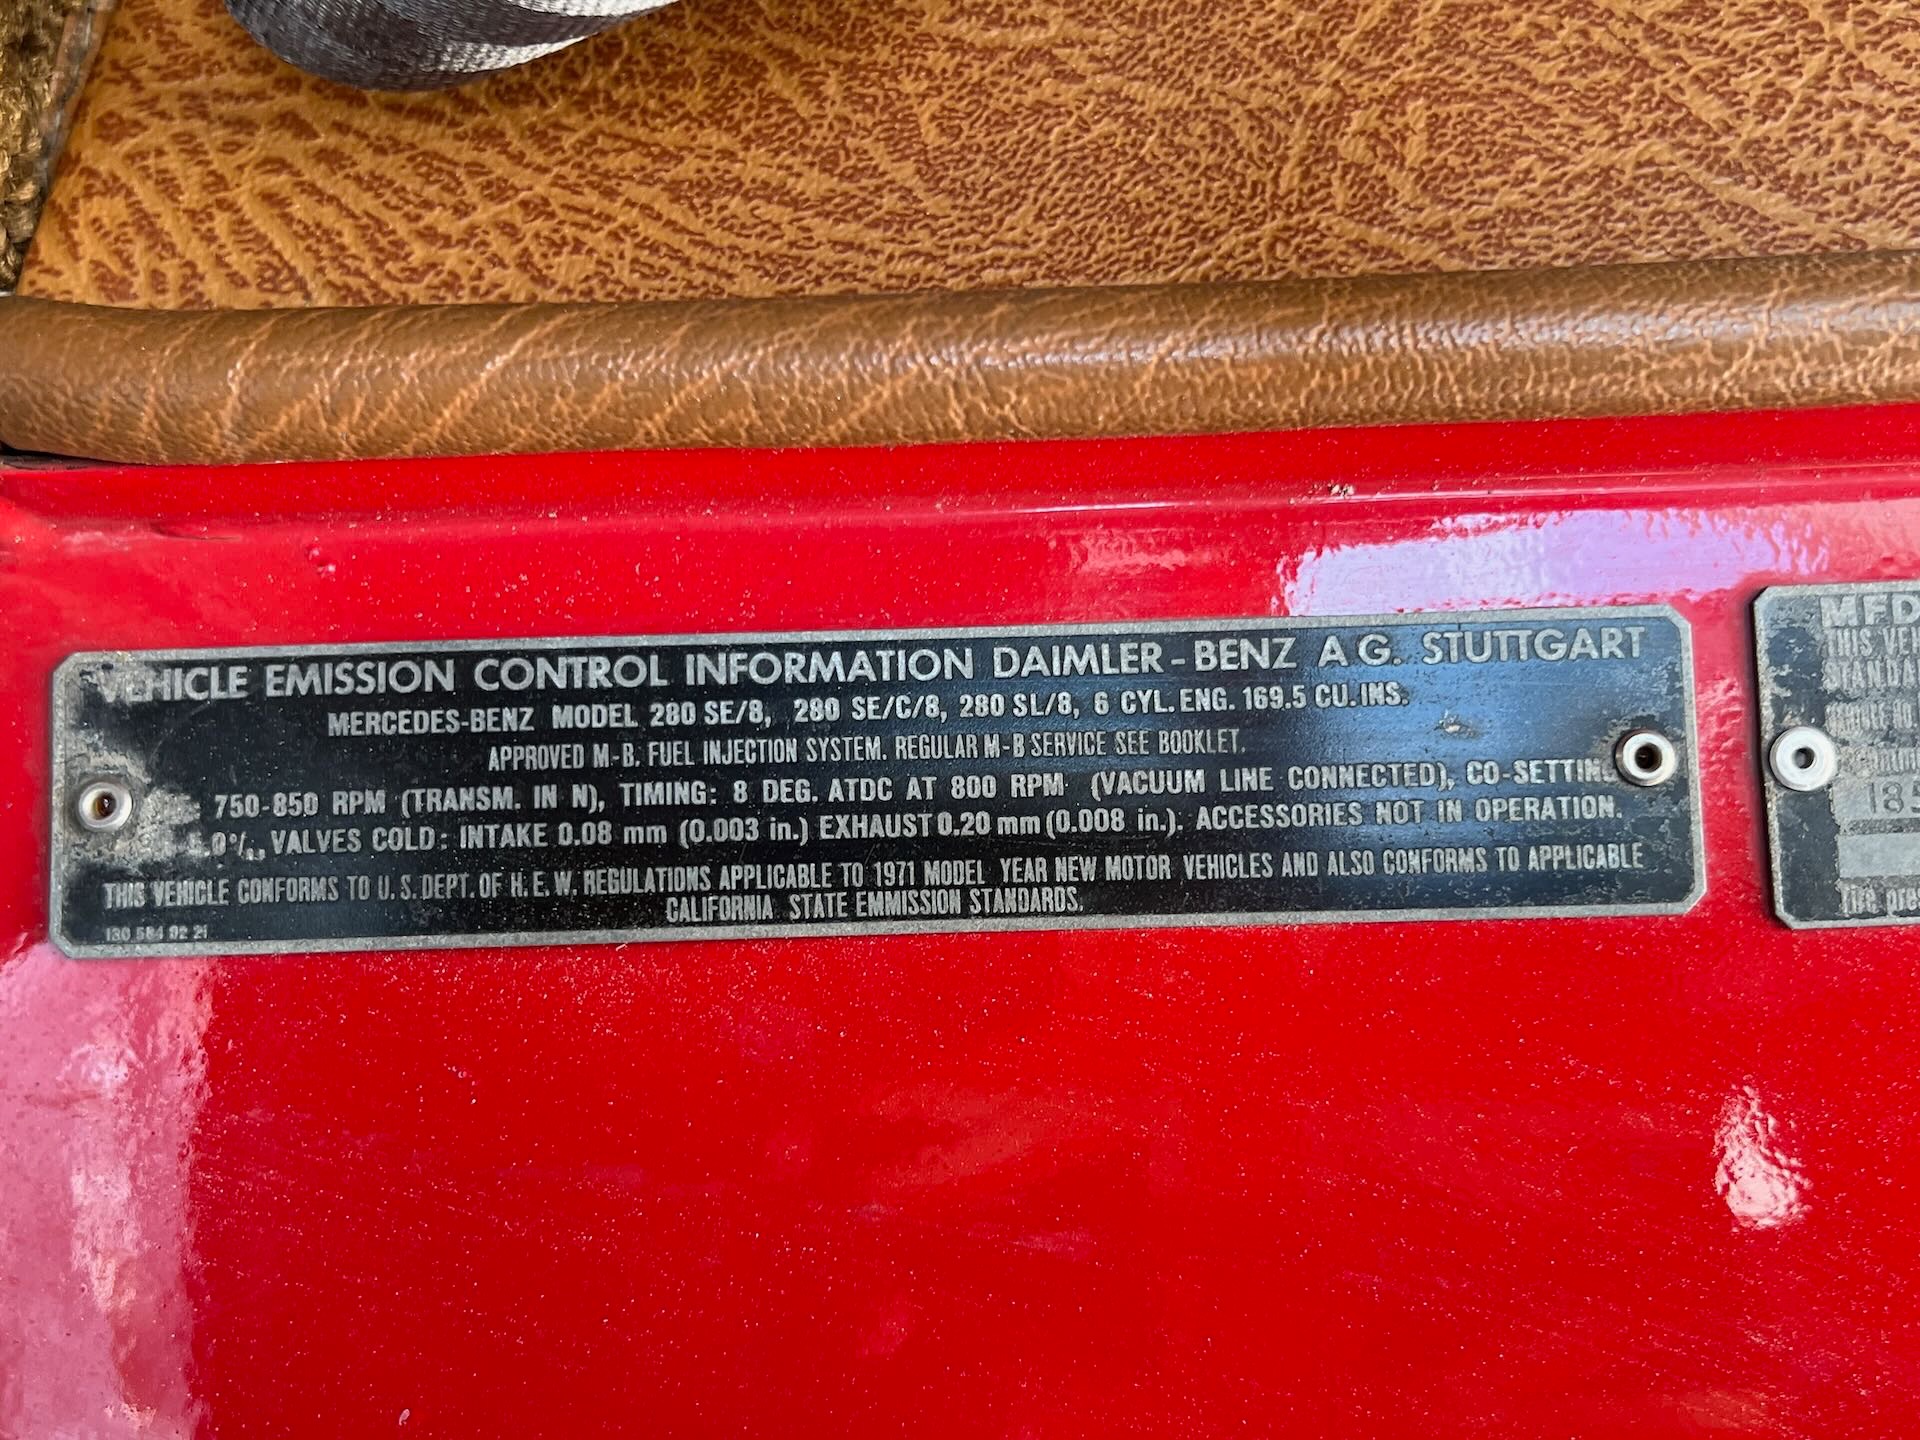 VEHICLE EMISSION CONTROL INFORMATION DAIMLER-BENZ A G. STUTTGART
MERCEDES-BENZ MODEL 280 SE/8, 280 SE/C/8, 280 SL/8, 6 CYL. ENG. 169.5 CU. INS.
APPROVED M-B. FUEL INJECTION SYSTEM. REGULAR M-B SERVICE SEE BOOKLET.
750-850 RPM (TRANSM. IN N), TIMING: 8 DEG. ATDC AT 800 RPM (VACUUM LINE CONNECTED), CO-SETTING
VALVES COLD: INTAKE 0.08 mm (0.003 in.) EXHAUST 0.20 mm (0.008 in.). ACCESSORIES NOT IN OPERATION.
THIS VEHICLE CONFORMS TO U. S. DEPT. OF H. E. W. REGULATIONS APPLICABLE TO 1971 MODEL YEAR NEW MOTOR VEHICLES AND ALSO CONFORMS TO APPLICABLE
CALIFORNIA STATE EMMISSION STANDARDS.
130 584 92 21
MFD
THIS VEH
STANDA
185
Tire pre